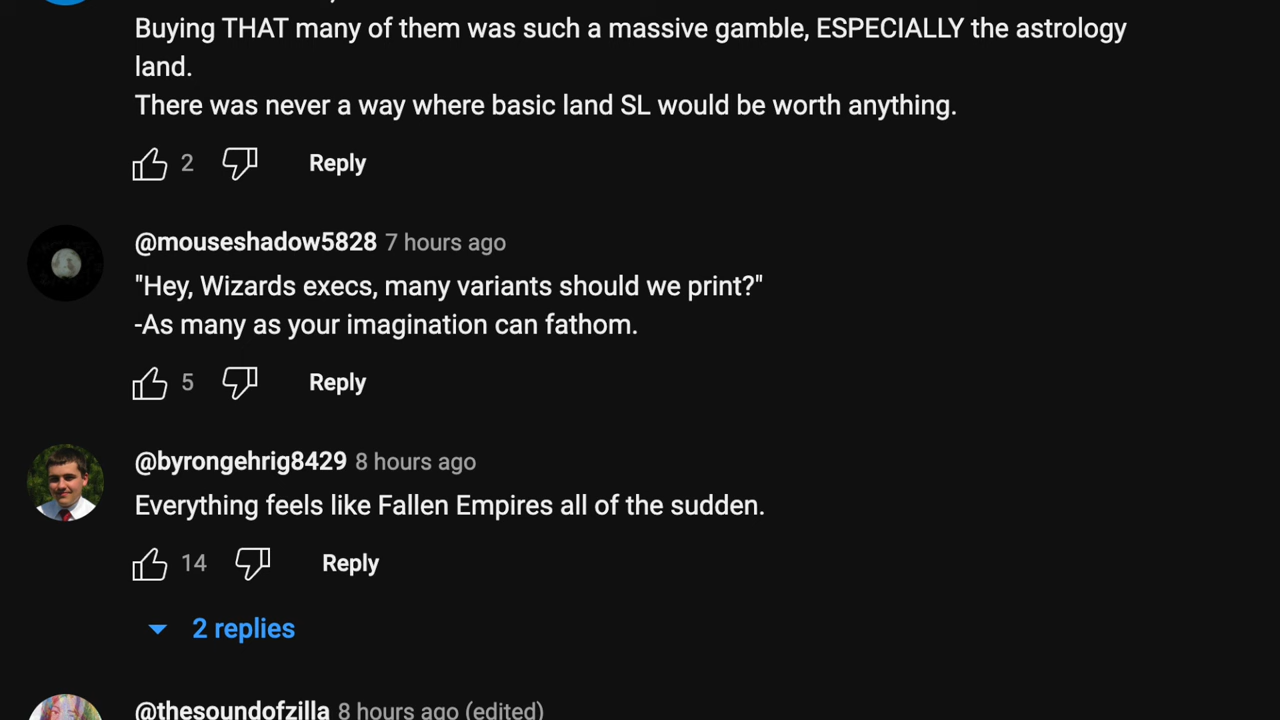 Buying THAT many of them was such a massive gamble, ESPECIALLY the astrology
land.
There was never a way where basic land SL would be worth anything.
2 Reply
@mouseshadow5828 7 hours ago
"Hey, Wizards execs, many variants should we print?"
-As many as your imagination can fathom.
5 Reply
@byrongehrig8429 8 hours ago
Everything feels like Fallen Empires all of the sudden.
14 Reply
2 replies
@thesoundofzilla 8 hours ago (edited)